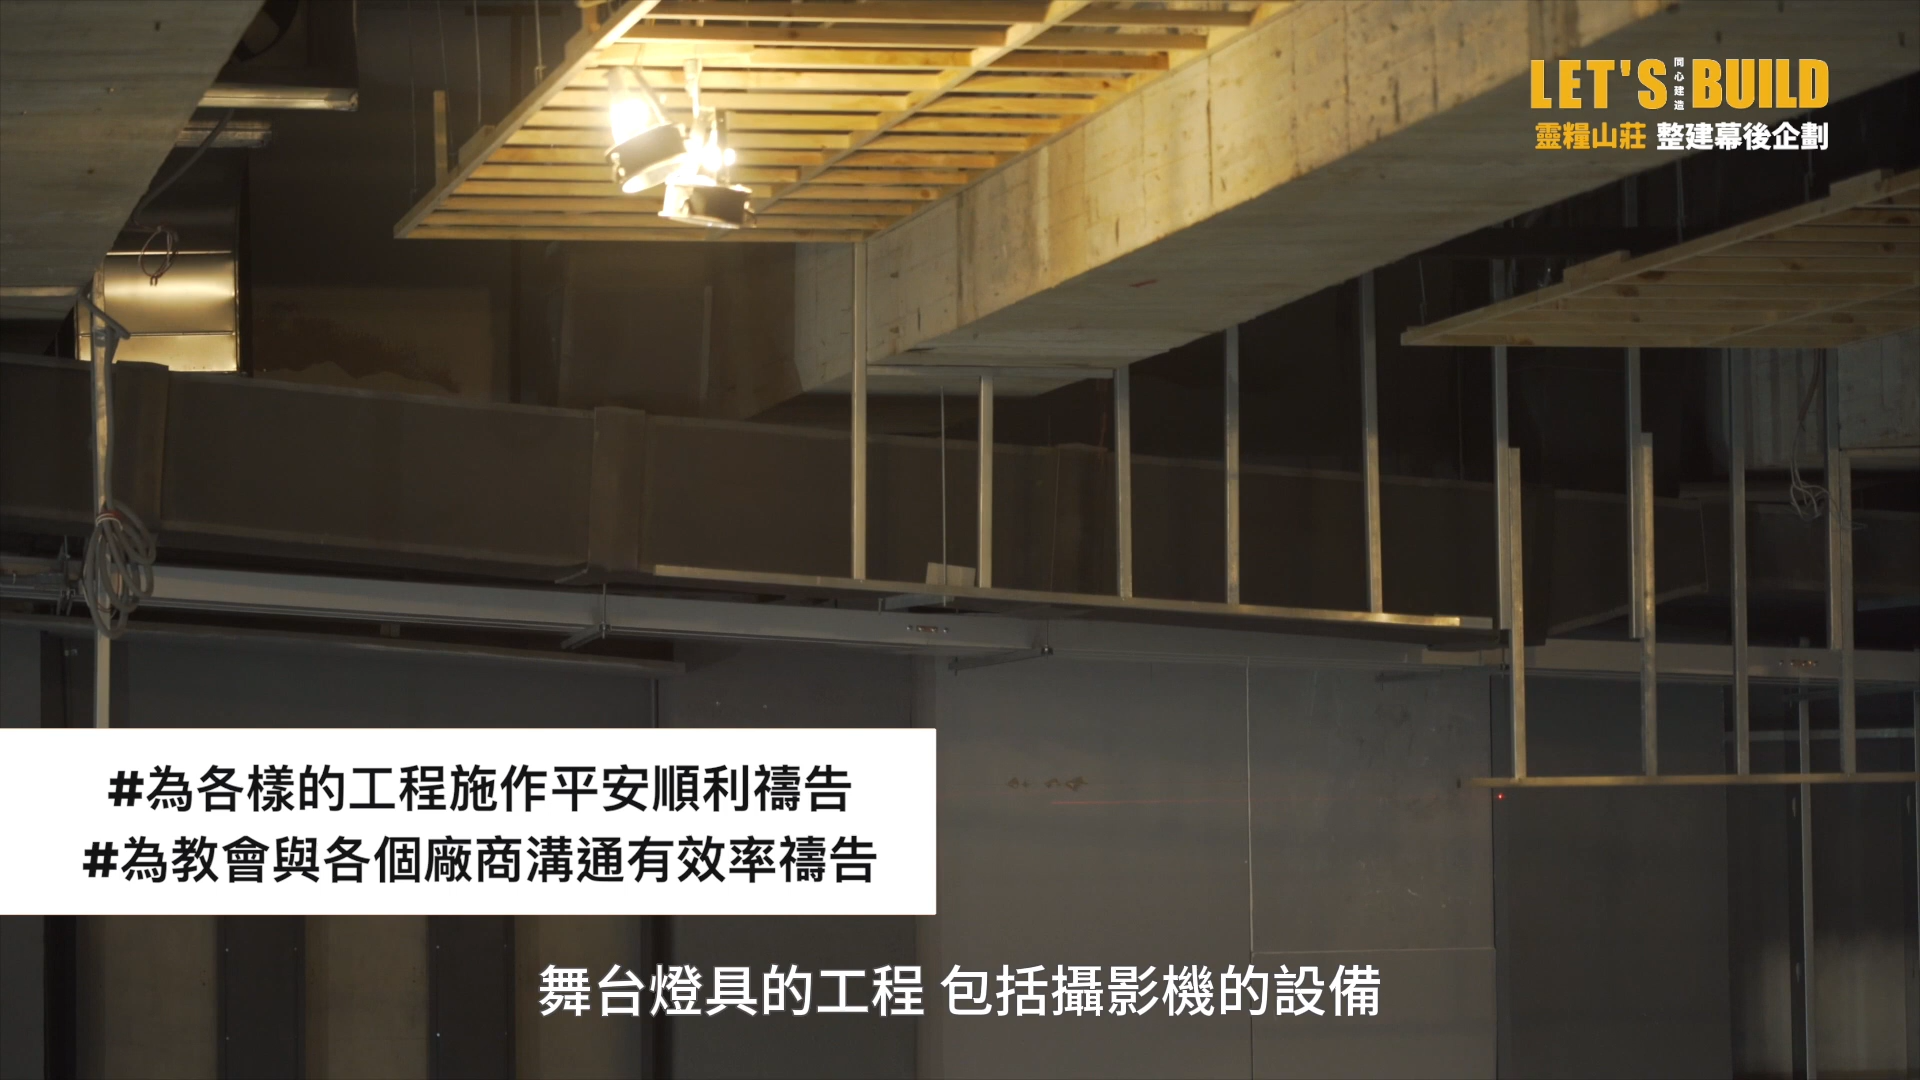 LET'S 同心建造 BUILD
靈糧山莊 整建幕後企劃
#為各樣的工程施作平安順利禱告
#為教會與各個廠商溝通有效率禱告
舞台燈具的工程 包括攝影機的設備